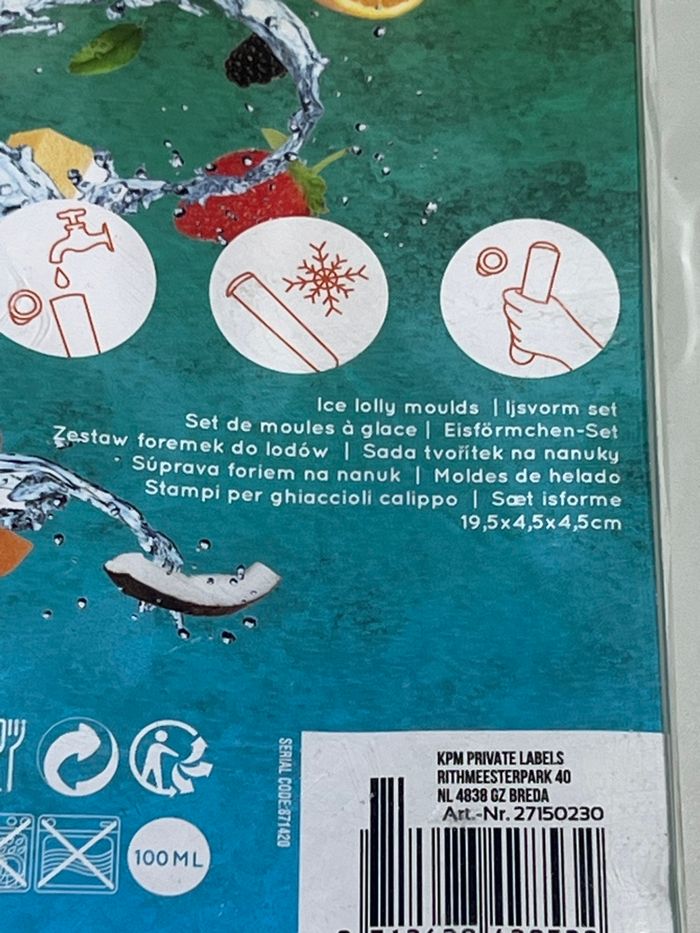 Ice lolly moulds | Ijsvorm set
Set de moules à glace | Eisförmchen-Set
Zestaw foremek do lodów | Sada tvořítek na nanuky
Súprava foriem na nanuk | Moldes de helado
Stampi per ghiaccioli calippo | Sæt isforme
19,5x4,5x4,5cm
SERIAL CODE:871420
KPM PRIVATE LABELS
RITHMEESTERPARK 40
NL 4838 GZ BREDA
Art.-Nr. 27150230
100 ML